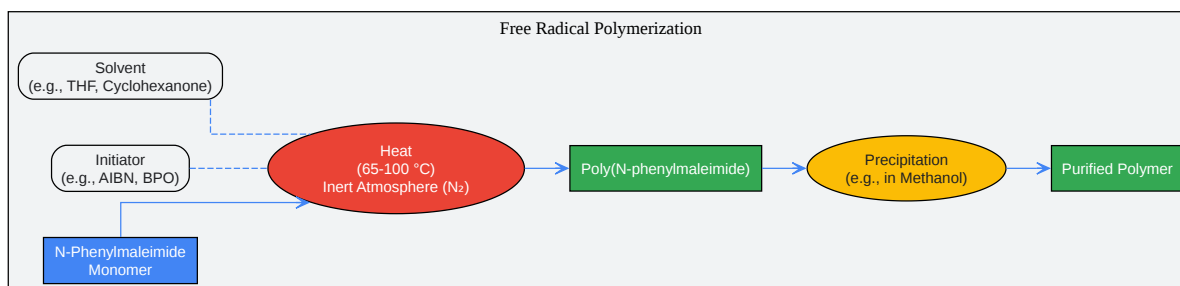 Free Radical Polymerization
Solvent
(e.g., THF, Cyclohexanone)
Initiator
(e.g., AIBN, BPO)
N-Phenylmaleimide
Monomer
Heat
(65-100 °C)
Inert Atmosphere (N₂)
Poly(N-phenylmaleimide)
Precipitation
(e.g., in Methanol)
Purified Polymer